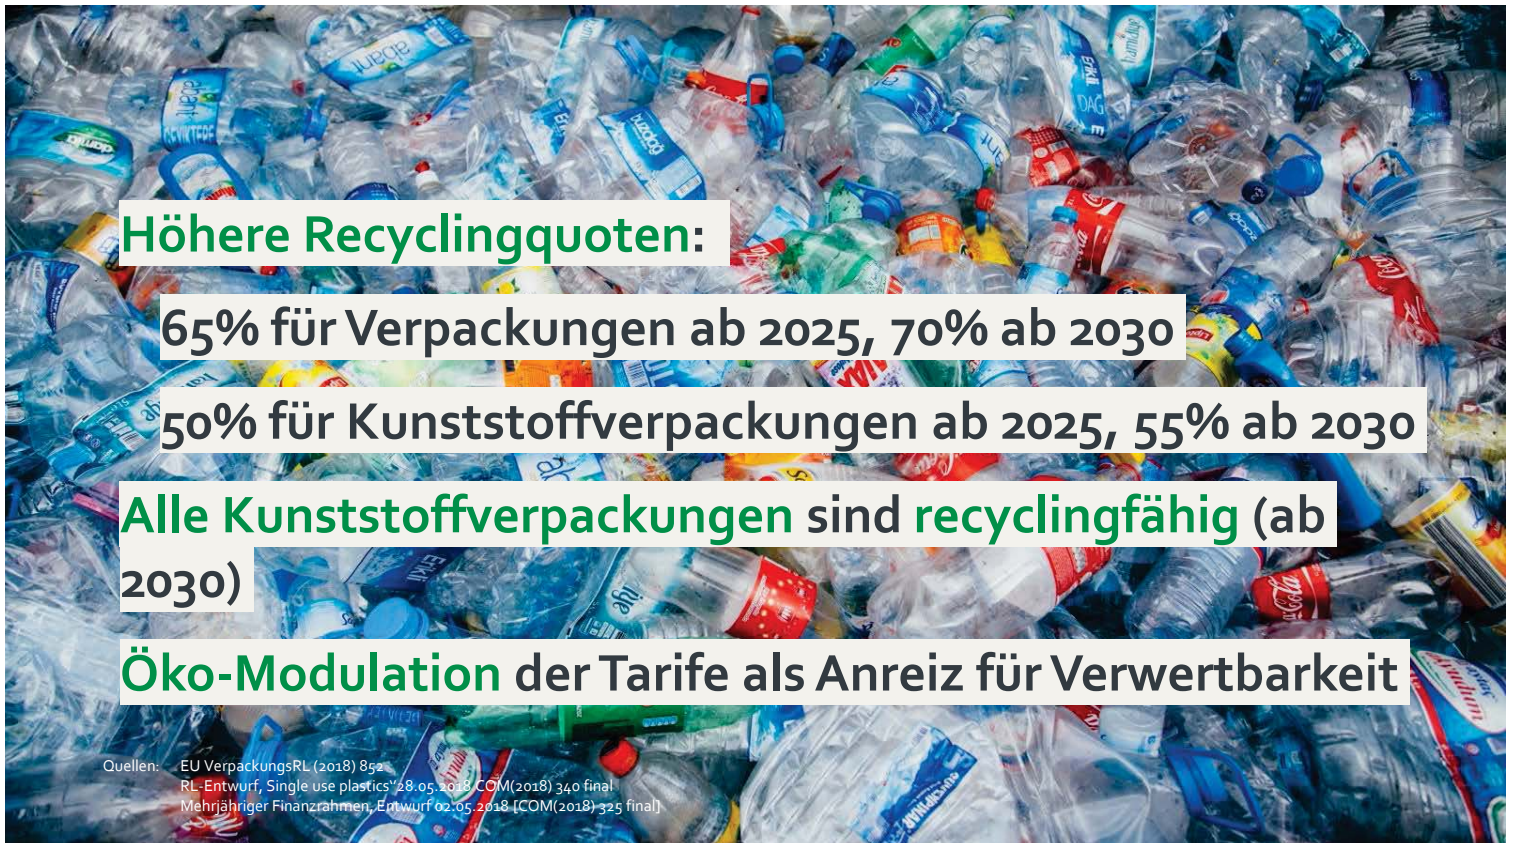 Höhere Recyclingquoten:
65% für Verpackungen ab 2025, 70% ab 2030
50% für Kunststoffverpackungen ab 2025, 55% ab 2030
Alle Kunststoffverpackungen sind recyclingfähig (ab
2030)
Öko-Modulation der Tarife als Anreiz für Verwertbarkeit
Quellen: EU VerpackungsRL (2018) 852
RL-Entwurf, Single use plastics" 28.05.2018 COM(2018) 340 final
Mehrjähriger Finanzrahmen, Entwurf 02.05.2018 [COM(2018) 325 final]